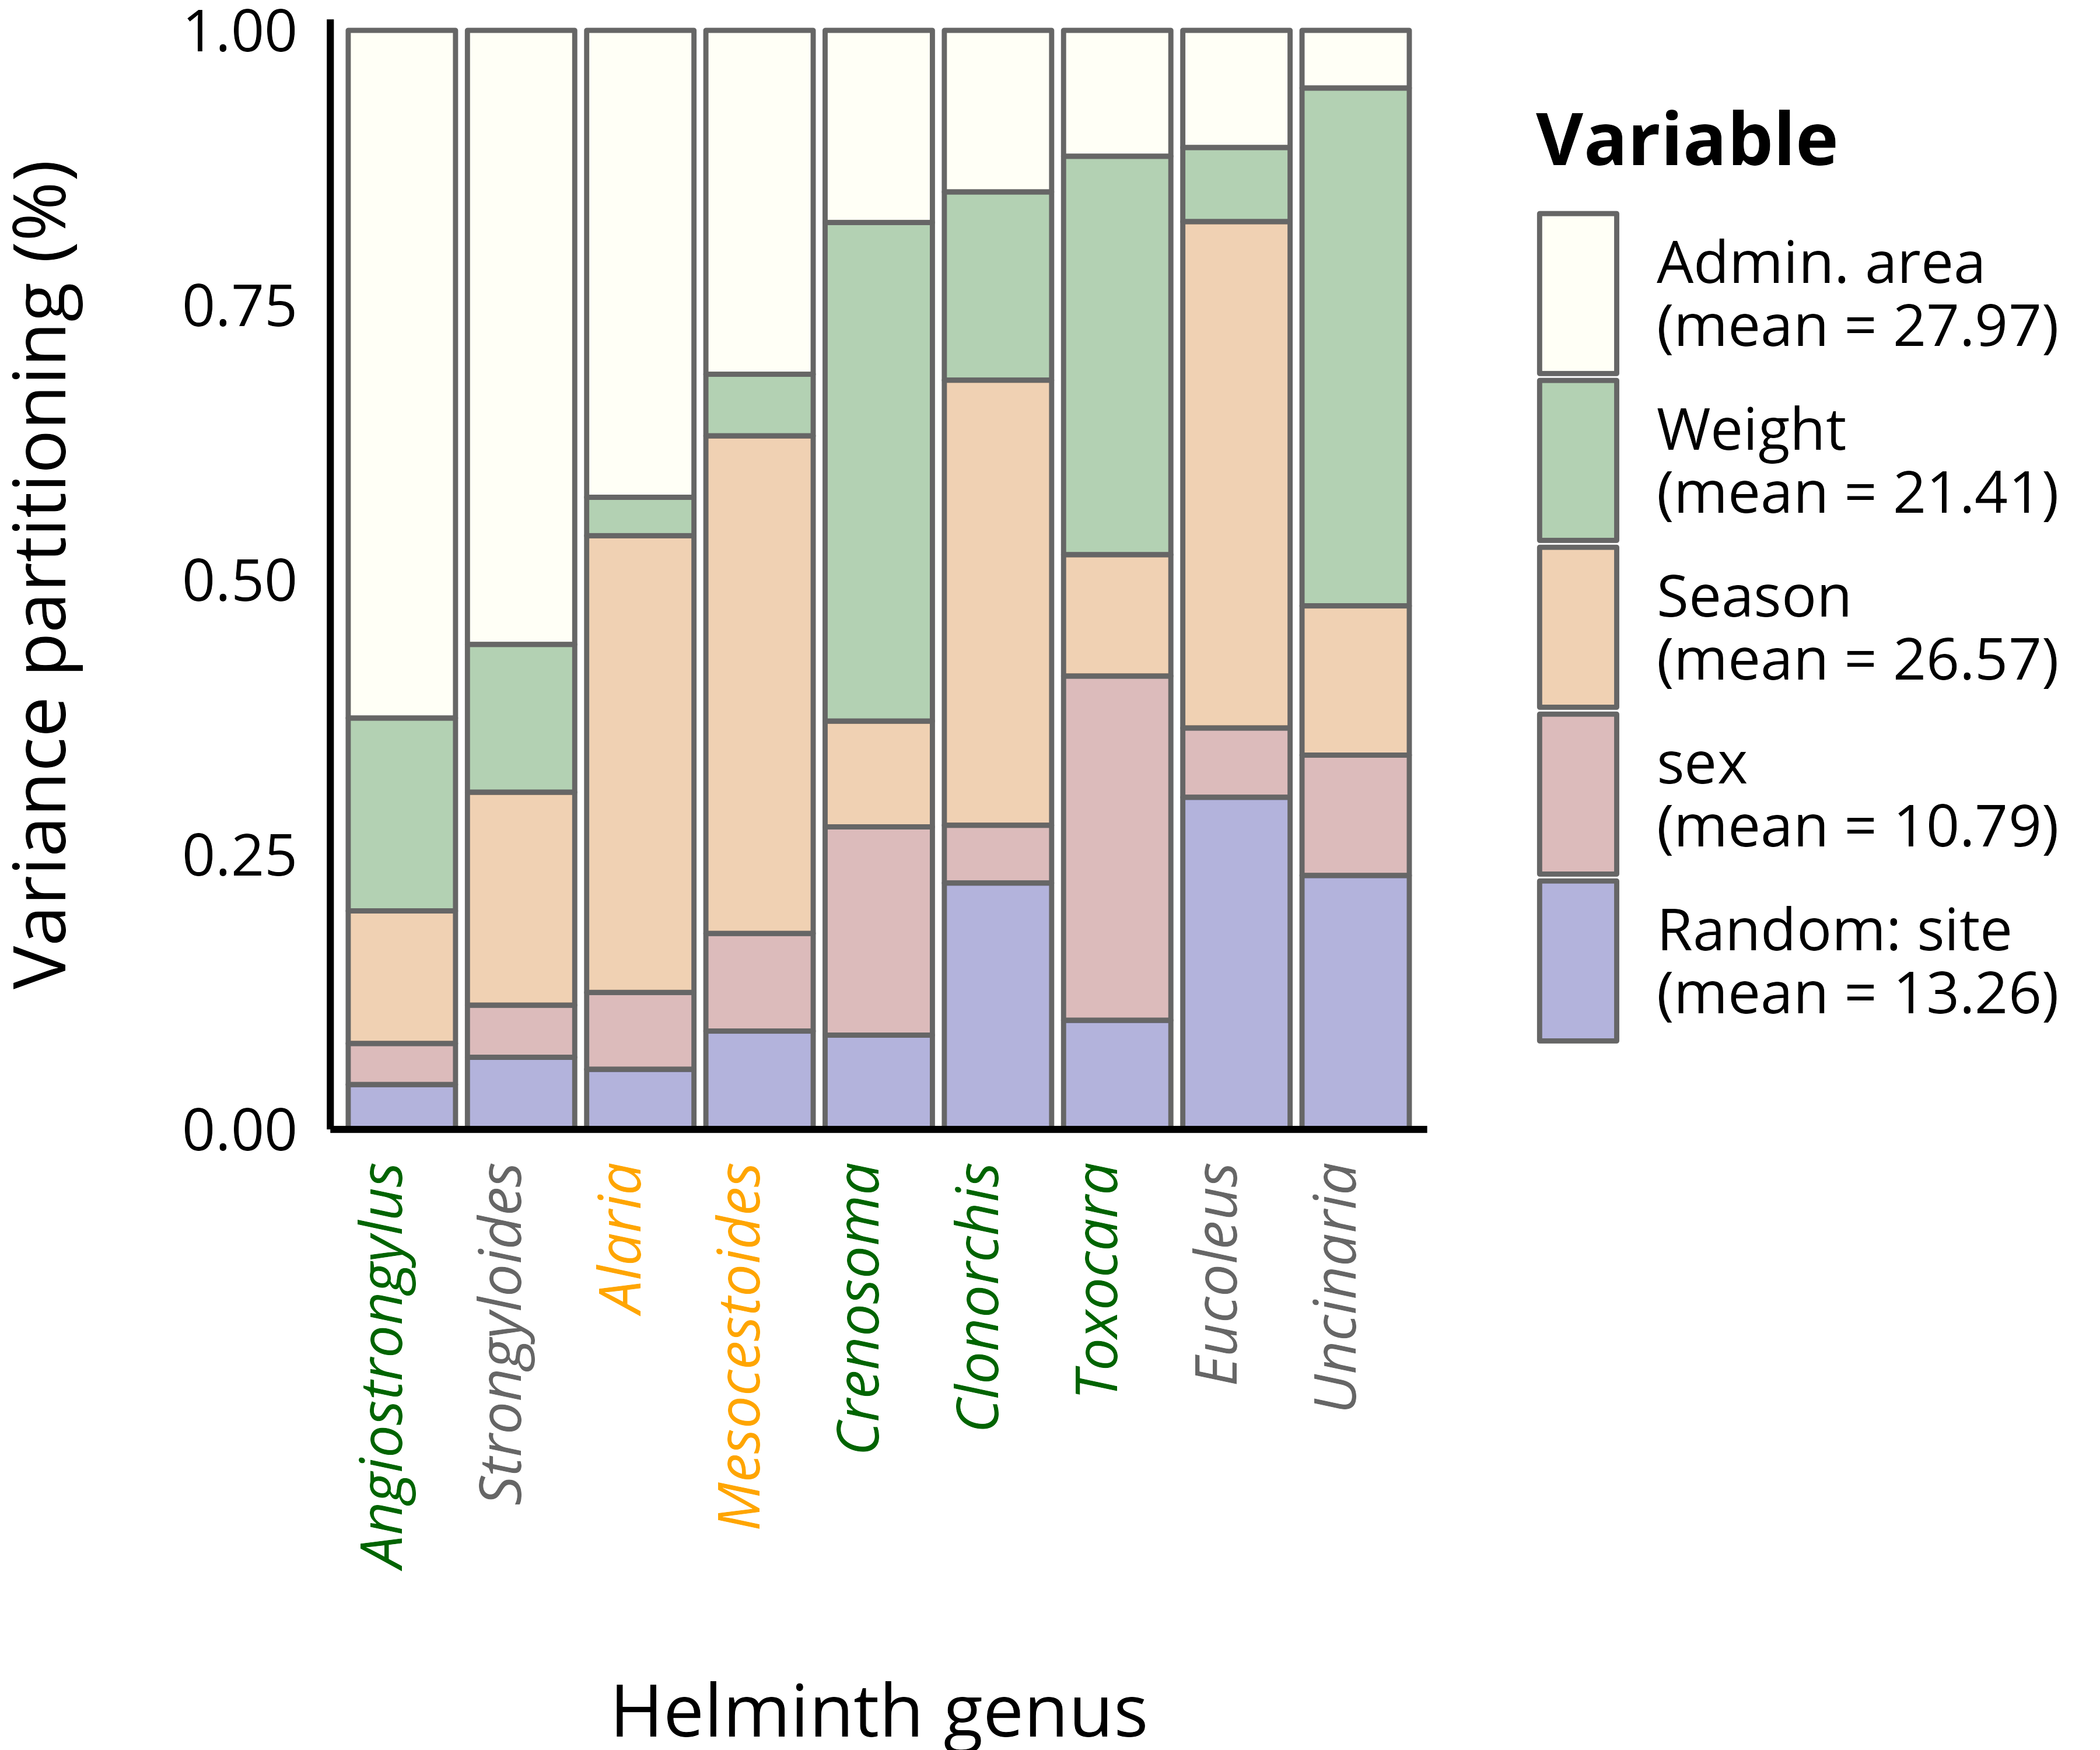 Variance partitioning (%)
1.00
0.75
0.50
0.25
0.00
Angiostrongylus
Strongyloides
Alaria
Mesocestoides
Crenosoma
Clonorchis
Toxocara
Eucoleus
Uncinaria
Helminth genus
Variable
Admin. area
(mean = 27.97)
Weight
(mean = 21.41)
Season
(mean = 26.57)
sex
(mean = 10.79)
Random: site
(mean = 13.26)